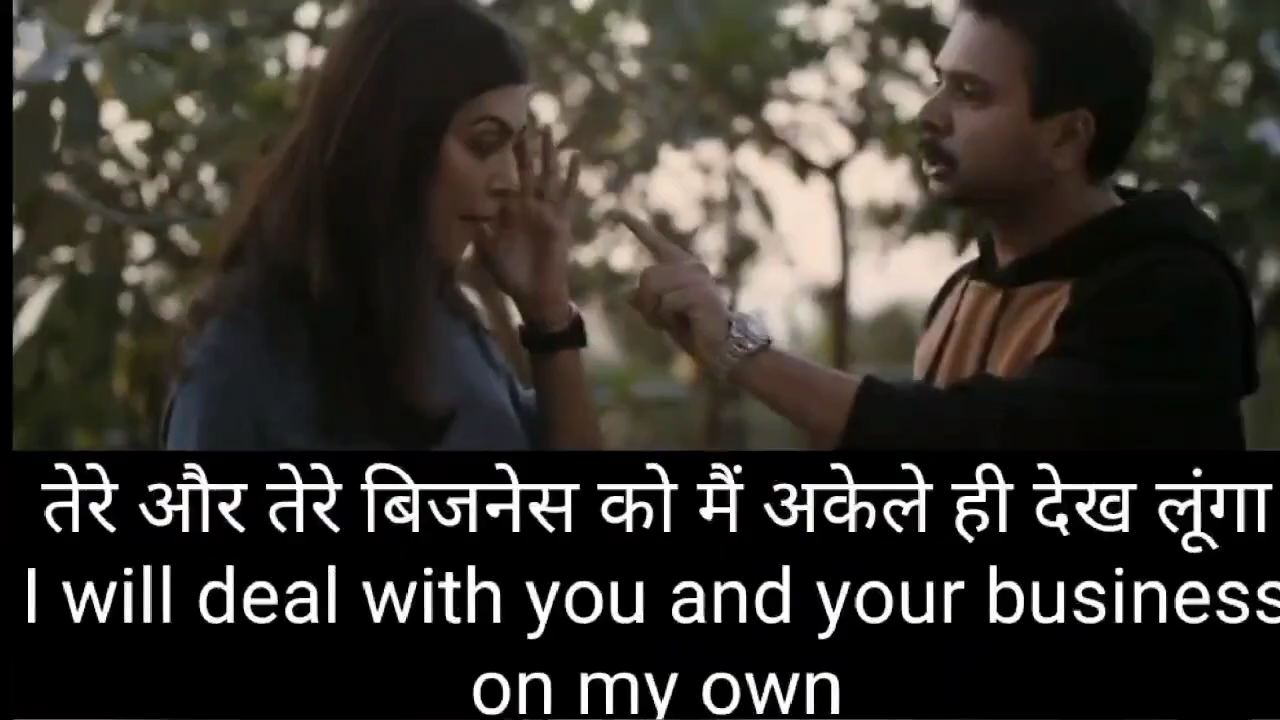 तेरे और तेरे बिजनेस को मैं अकेले ही देख लूंगा
I will deal with you and your business
on my own